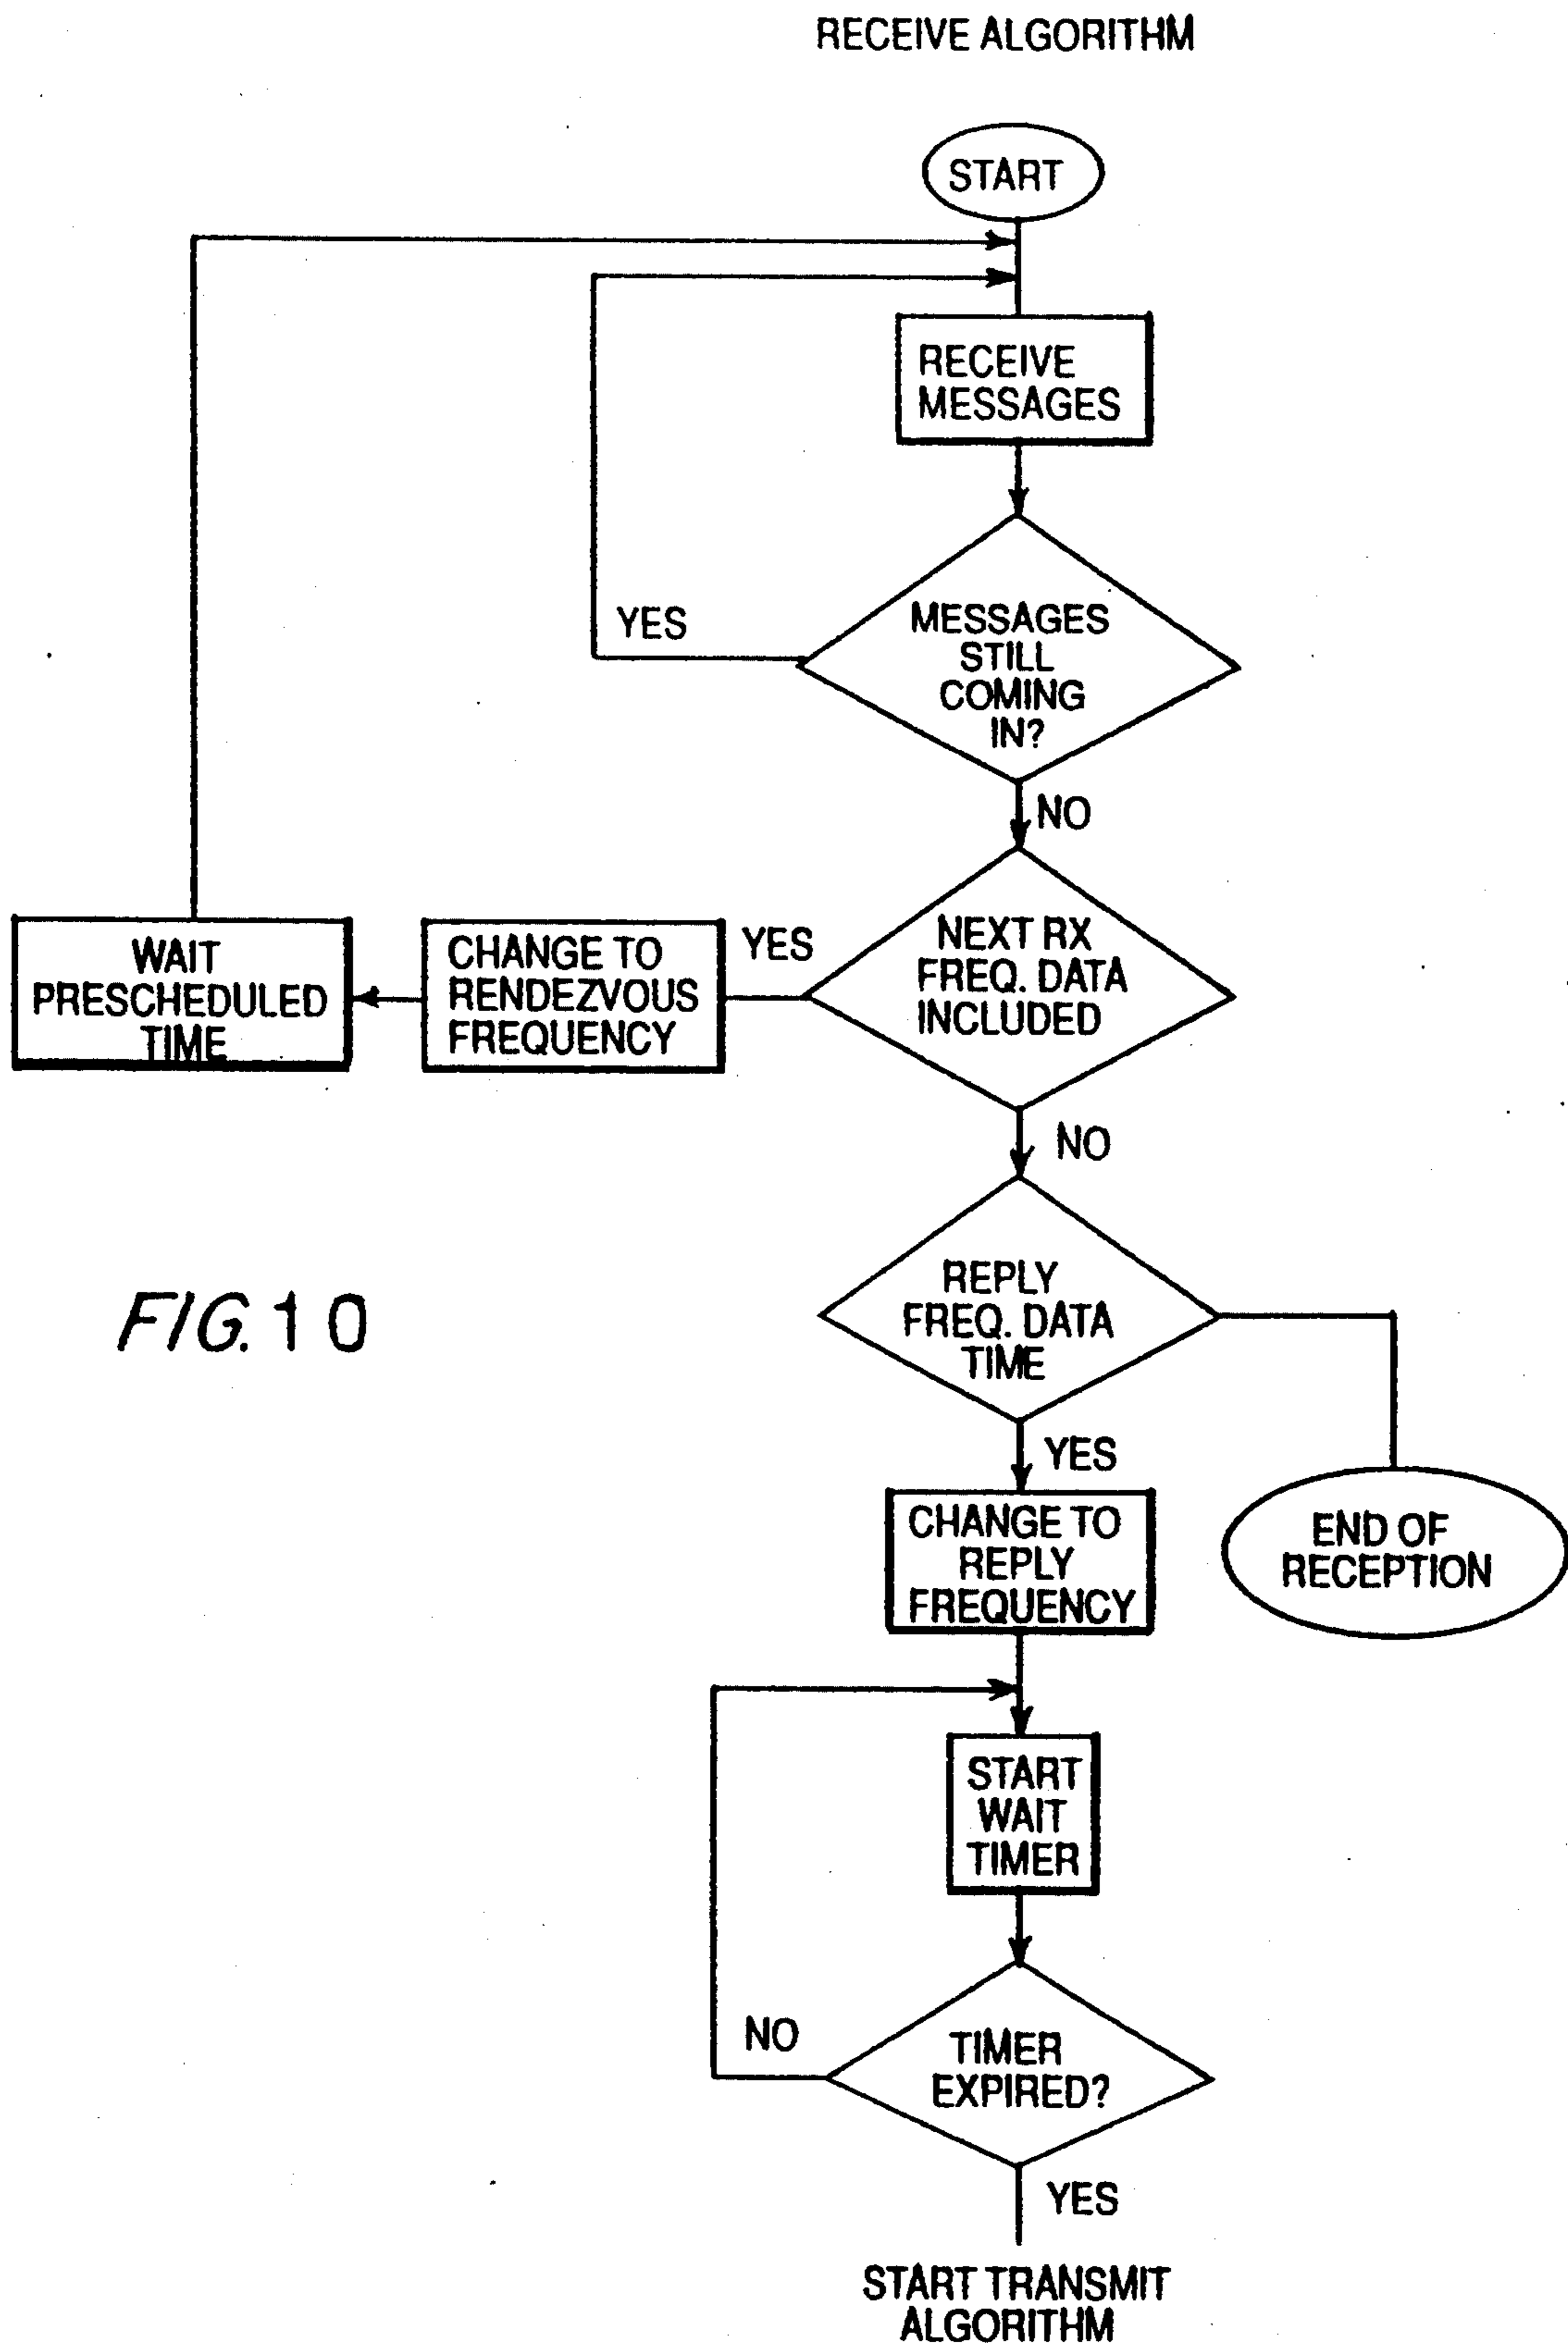 RECEIVE ALGORITHM
START
RECEIVE
MESSAGES
MESSAGES
STILL
COMING
IN?
YES
NO
NEXT RX
FREQ. DATA
INCLUDED
YES
CHANGE TO
RENDEZVOUS
FREQUENCY
WAIT
PRESCHEDULED
TIME
NO
REPLY
FREQ. DATA
TIME
FIG. 10
YES
CHANGE TO
REPLY
FREQUENCY
END OF
RECEPTION
START
WAIT
TIMER
TIMER
EXPIRED?
NO
YES
START TRANSMIT
ALGORITHM